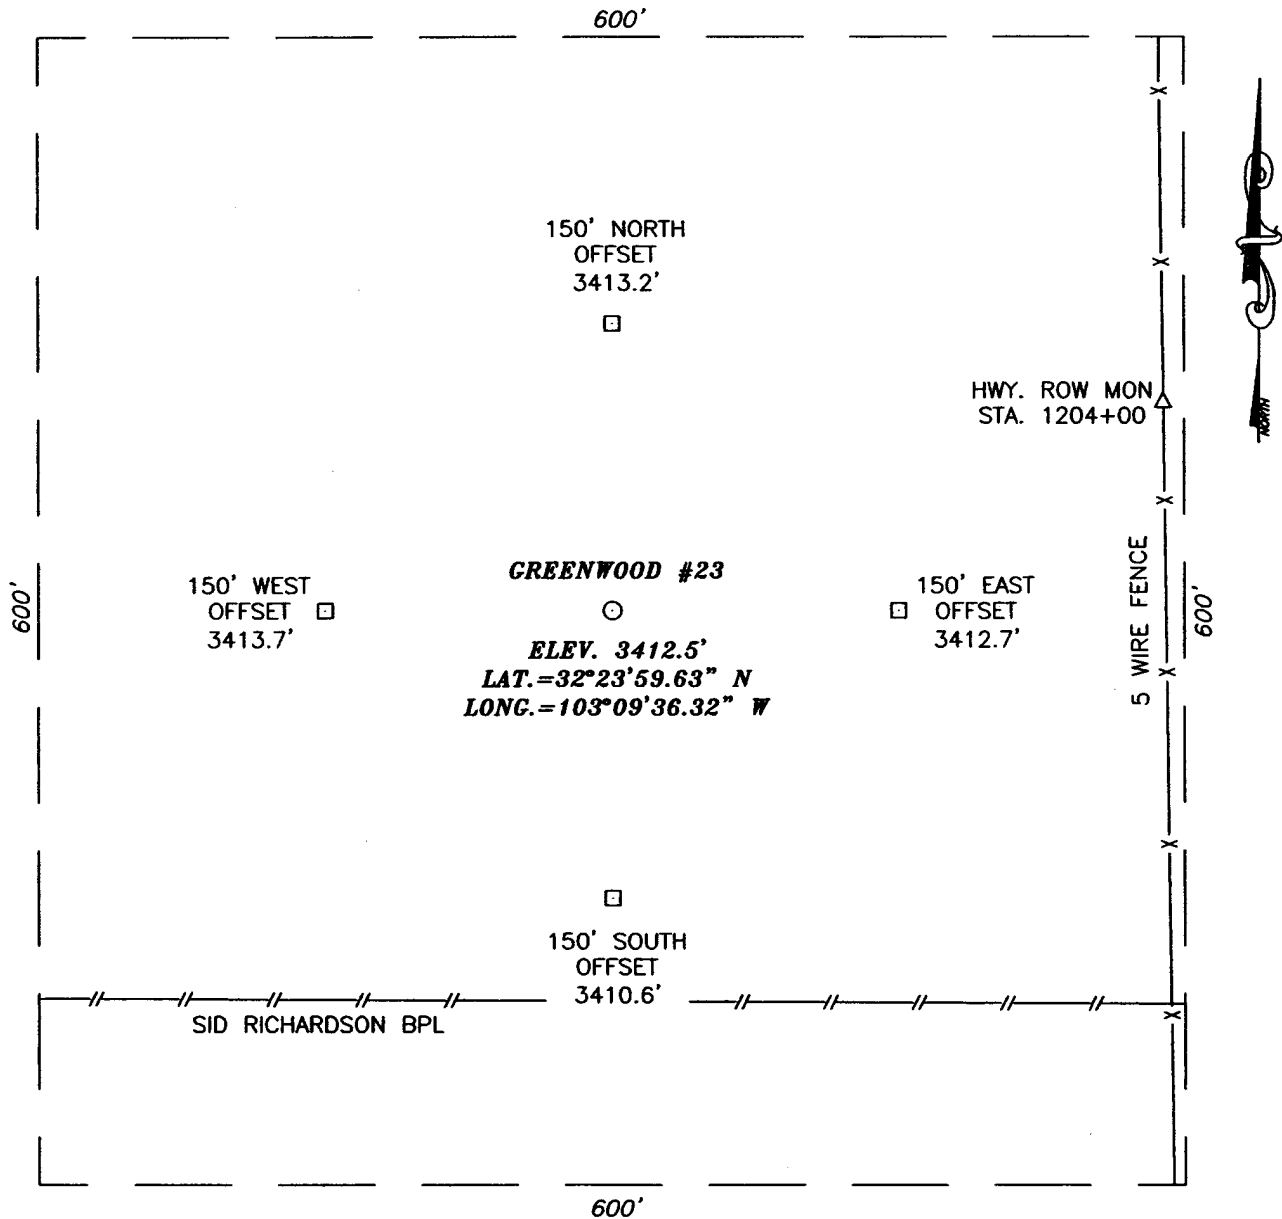 600'
150' NORTH
OFFSET
3413.2'
HWY. ROW MON
STA. 1204+00
NORTH
600'
150' WEST
OFFSET
3413.7'
GREENWOOD #23
ELEV. 3412.5'
LAT.=32°23'59.63" N
LONG.=103°09'36.32" W
150' EAST
OFFSET
3412.7'
5 WIRE FENCE
600'
150' SOUTH
OFFSET
3410.6'
SID RICHARDSON BPL
600'